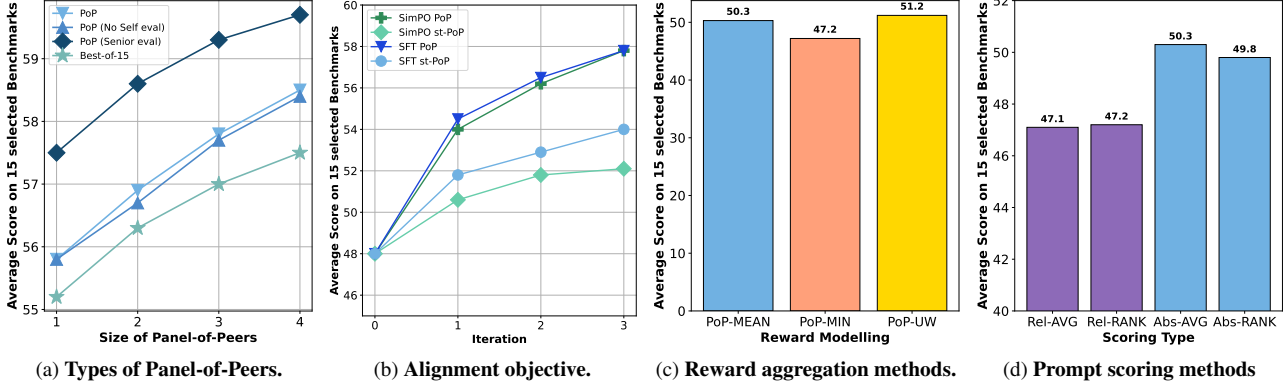 Average Score on 15 selected Benchmarks
59
58
57
56
55
PoP
PoP (No Self eval)
PoP (Senior eval)
Best-of-15
1 2 3 4
Size of Panel-of-Peers
(a) Types of Panel-of-Peers.
Average Score on 15 selected Benchmarks
60
58
56
54
52
50
48
46
SimPO PoP
SimPO st-PoP
SFT PoP
SFT st-PoP
0 1 2 3
Iteration
(b) Alignment objective.
Average Score on 15 selected Benchmarks
50
40
30
20
10
0
50.3
47.2
51.2
PoP-MEAN PoP-MIN PoP-UW
Reward Modelling
(c) Reward aggregation methods.
Average Score on 15 selected Benchmarks
52
50
48
46
44
42
40
47.1
47.2
50.3
49.8
Rel-AVG Rel-RANK Abs-AVG Abs-RANK
Scoring Type
(d) Prompt scoring methods